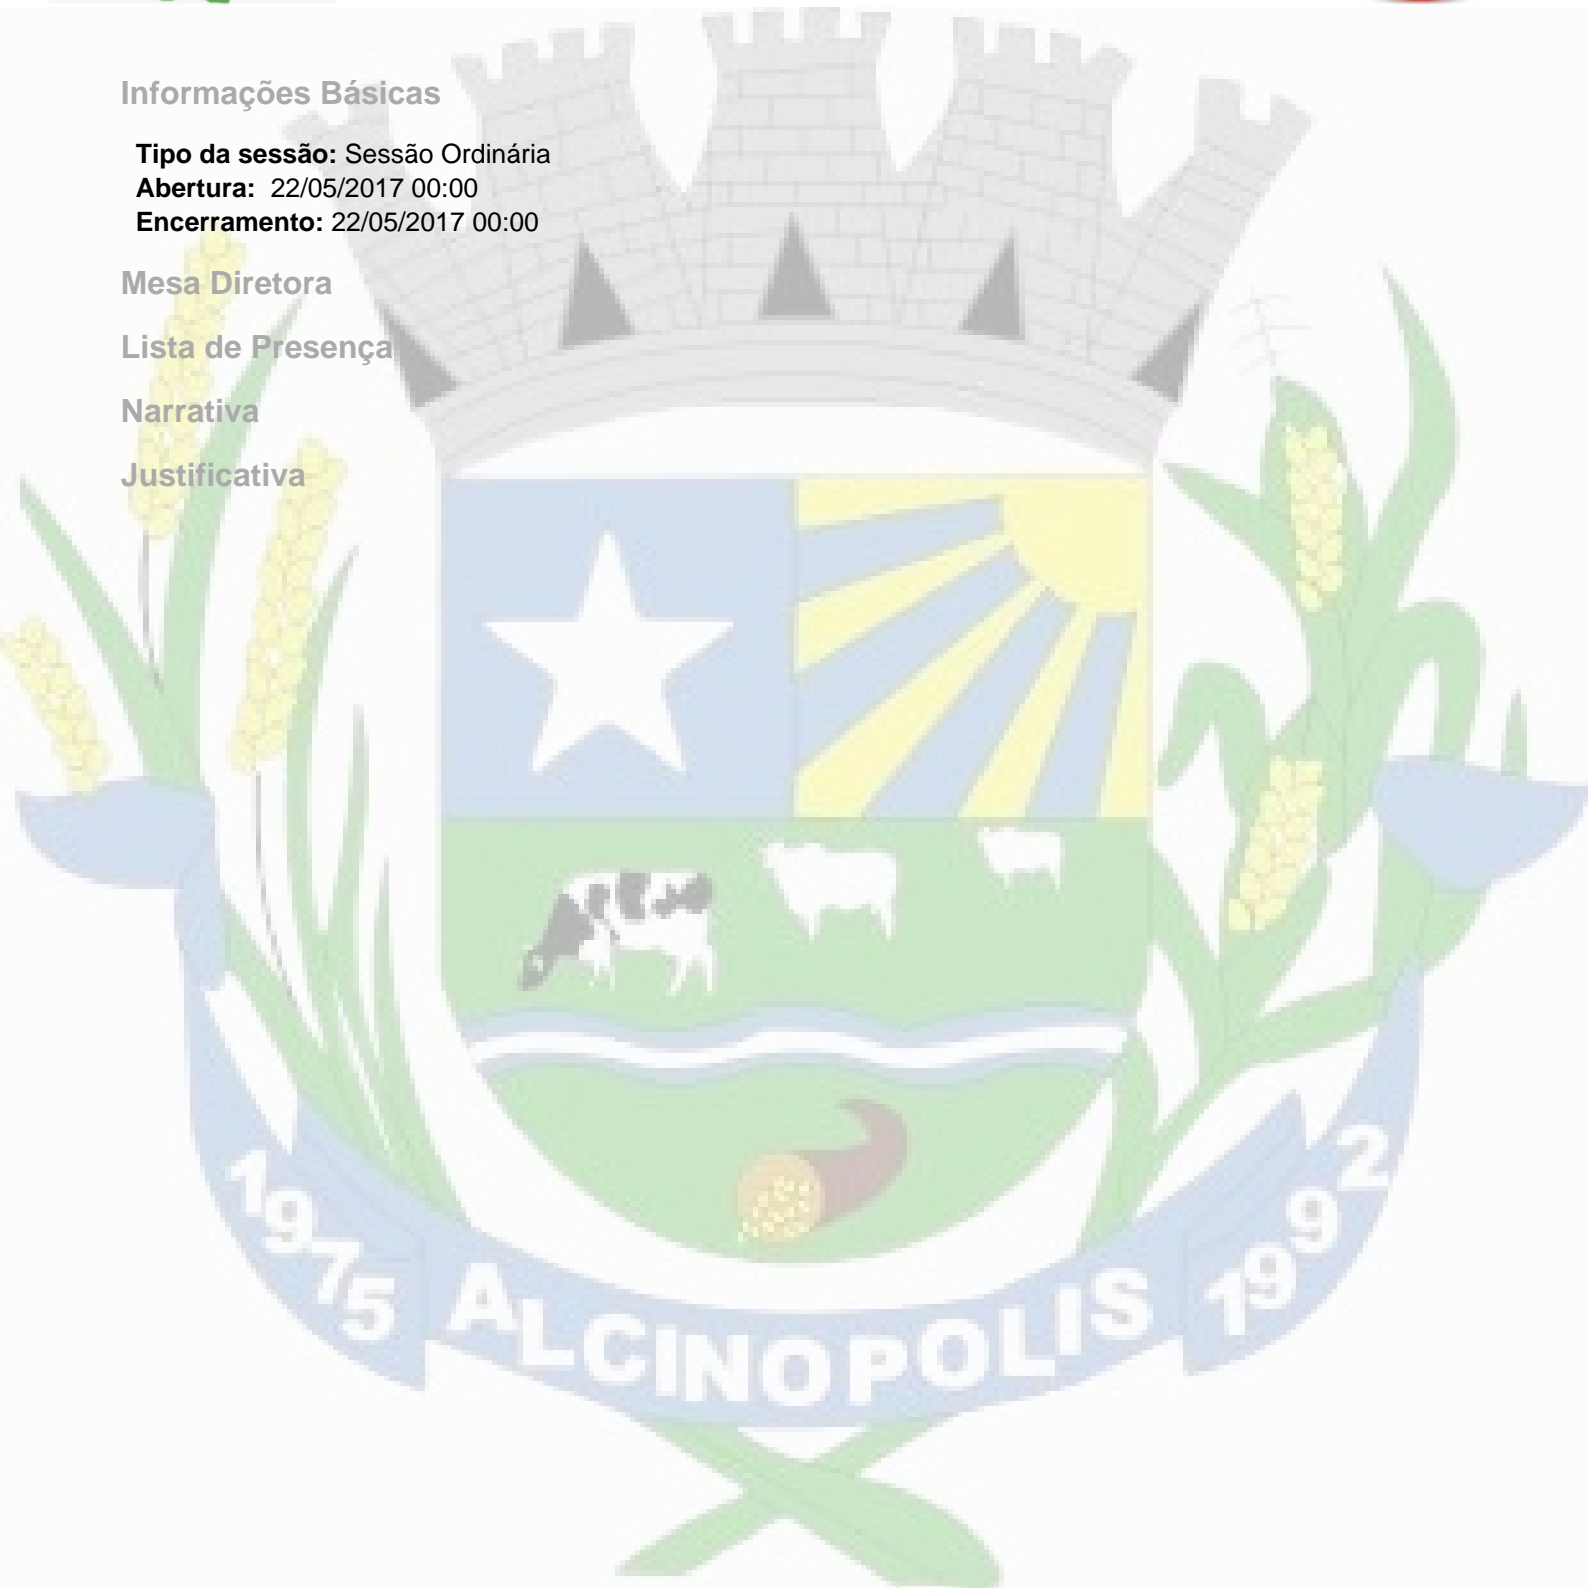 Informações Básicas
Tipo da sessão: Sessão Ordinária
Abertura: 22/05/2017 00:00
Encerramento: 22/05/2017 00:00
Mesa Diretora
Lista de Presença
Narrativa
Justificativa
1975 ALCINOPOLIS 1992